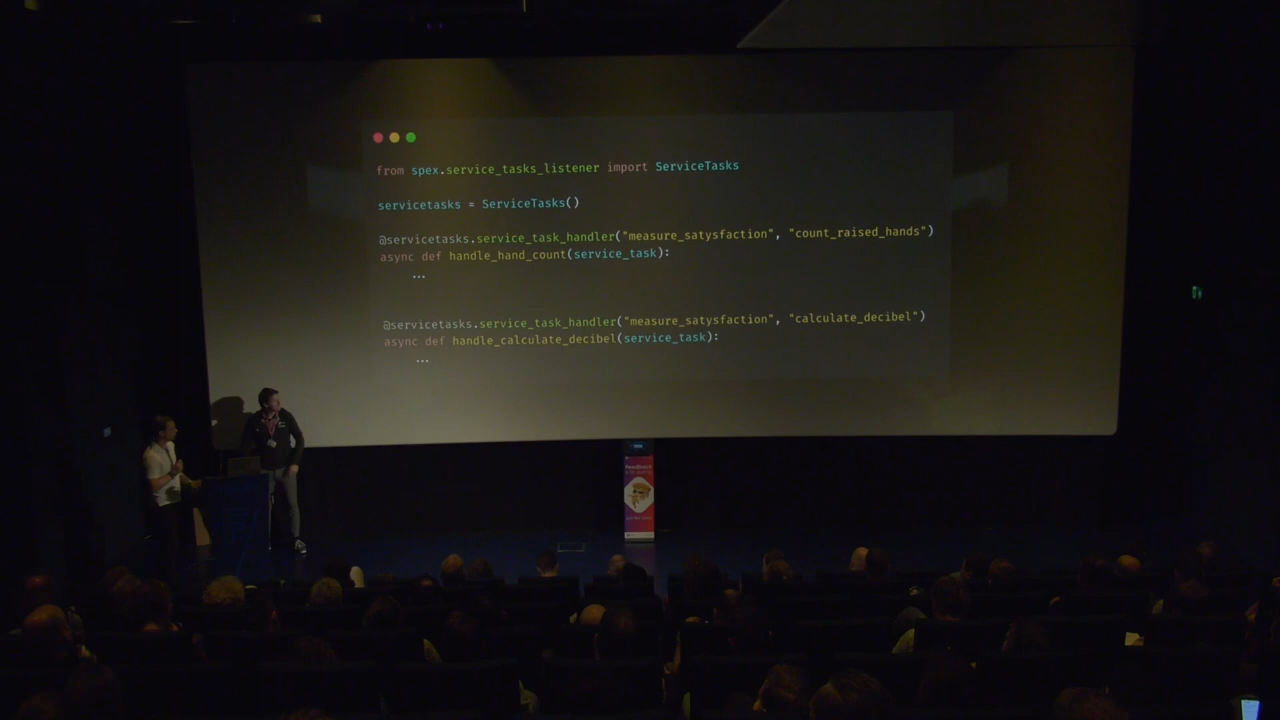 from spex.service_tasks_listener import ServiceTasks
servicetasks = ServiceTasks()
@servicetasks.service_task_handler("measure_satysfaction", "count_raised_hands")
async def handle_hand_count(service_task):
...
@servicetasks.service_task_handler("measure_satysfaction", "calculate_decibel")
async def handle_calculate_decibel(service_task):
...
Feedback